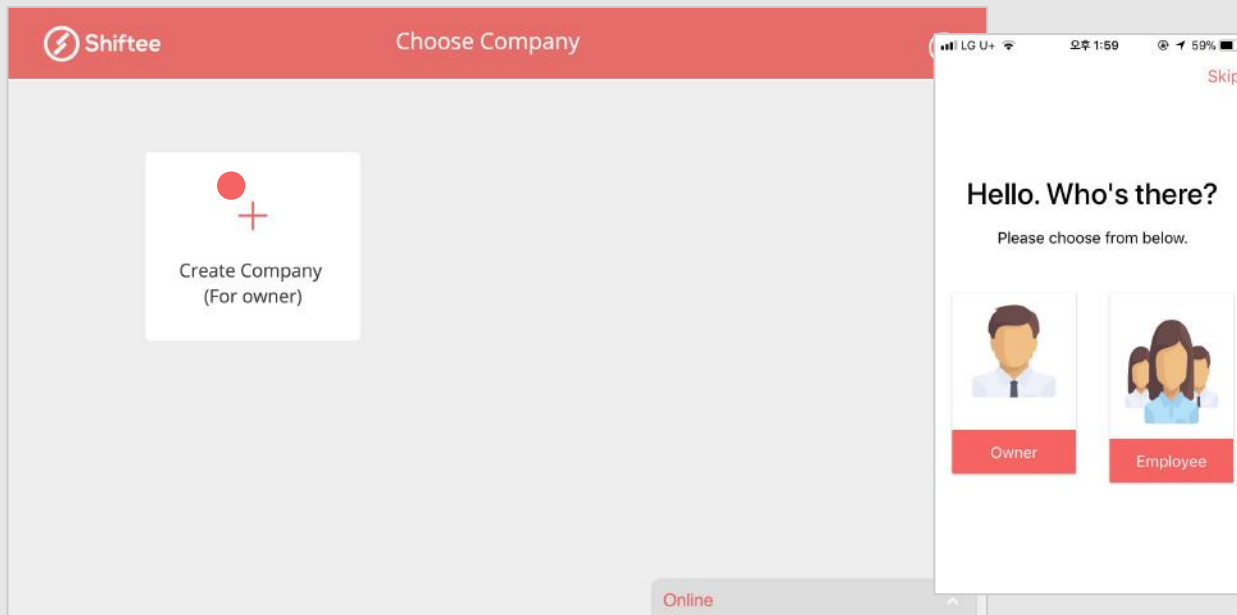 Shiftee
Choose Company
Create Company
(For owner)
Online
LG U+ 오후 1:59 59%
Skip
Hello. Who's there?
Please choose from below.
Owner
Employee